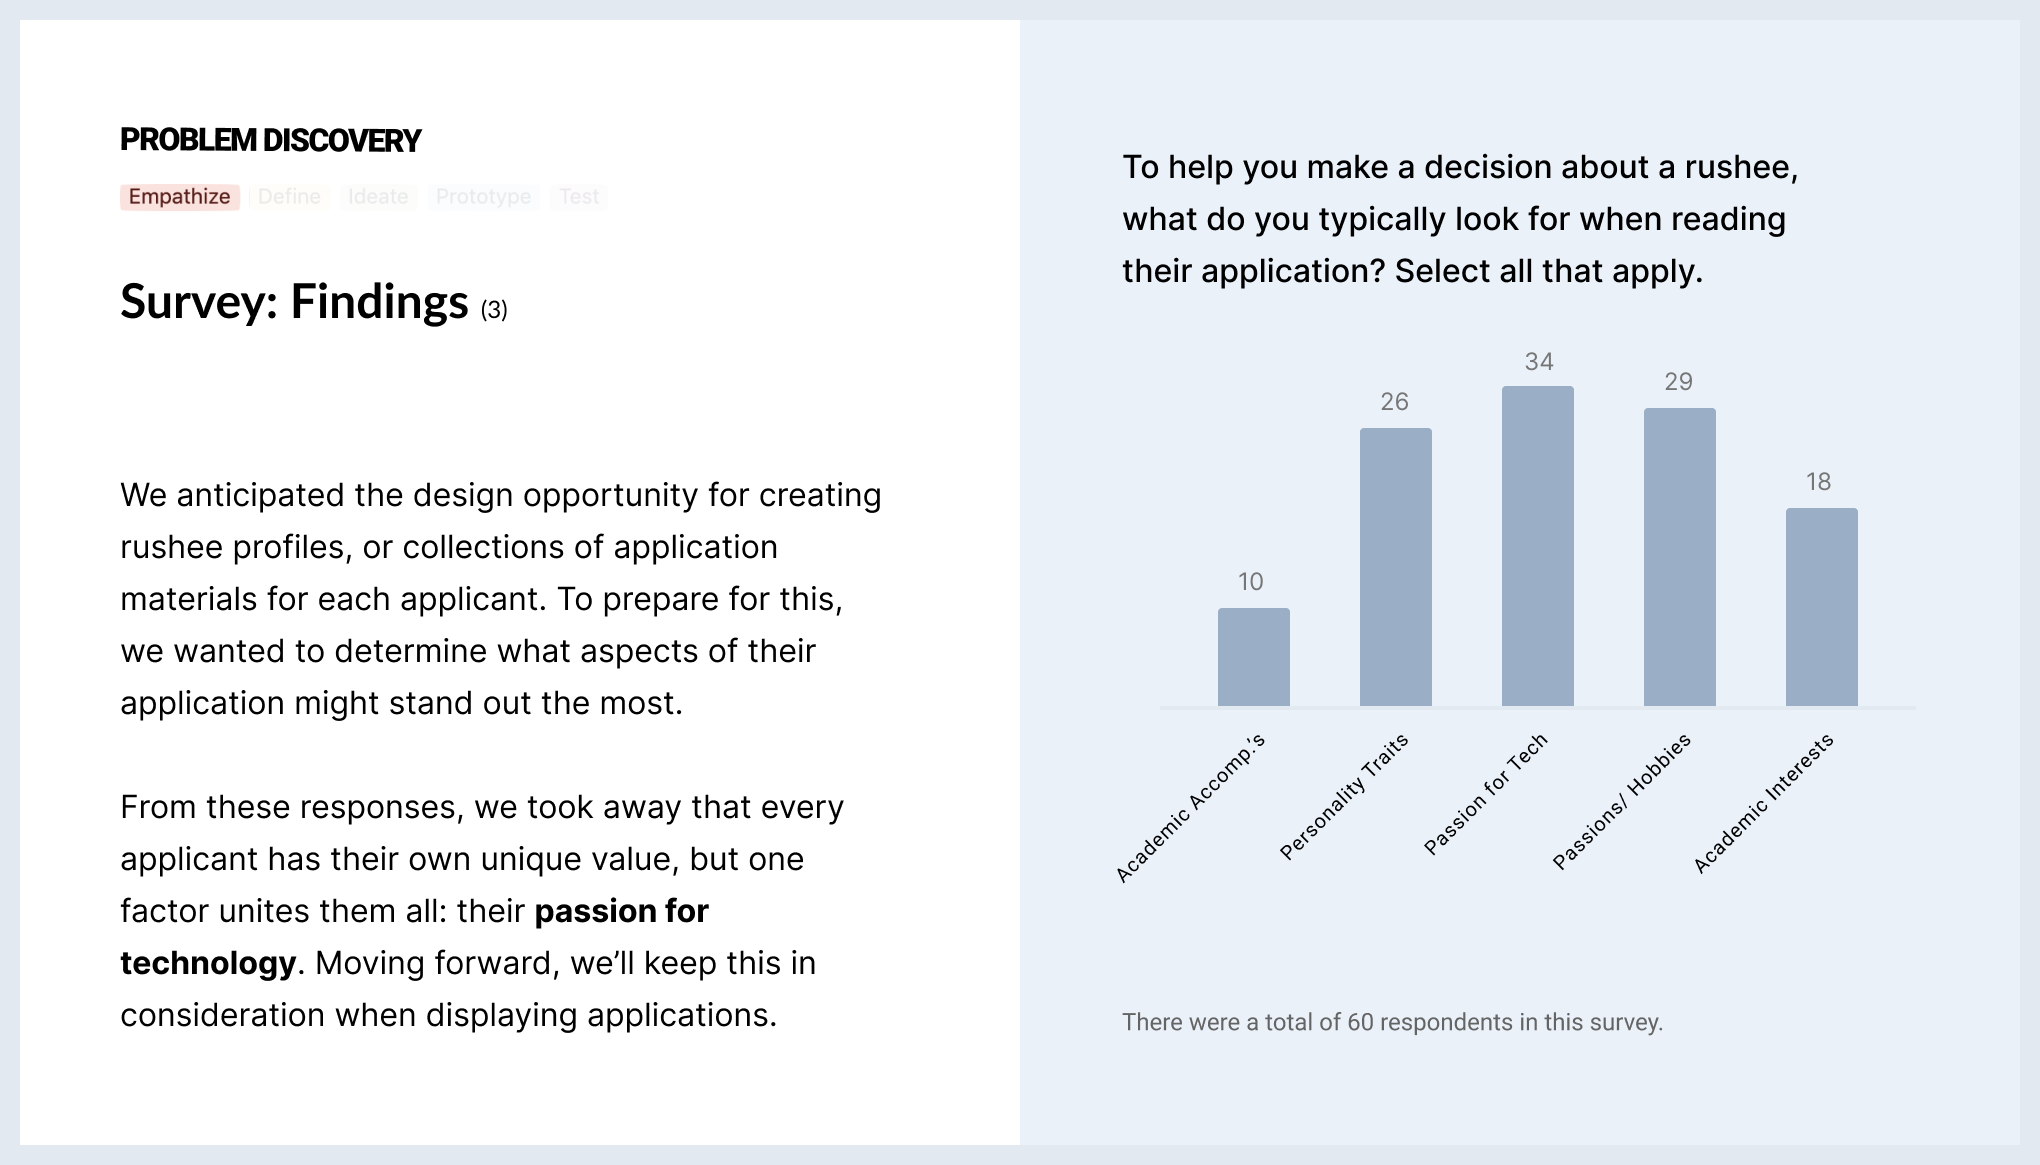 PROBLEM DISCOVERY
Empathize Define Ideate Prototype Test
Survey: Findings (3)
We anticipated the design opportunity for creating
rushee profiles, or collections of application
materials for each applicant. To prepare for this,
we wanted to determine what aspects of their
application might stand out the most.
From these responses, we took away that every
applicant has their own unique value, but one
factor unites them all: their passion for
technology. Moving forward, we’ll keep this in
consideration when displaying applications.
To help you make a decision about a rushee,
what do you typically look for when reading
their application? Select all that apply.
10
26
34
29
18
Academic Accomp.’s
Personality Traits
Passion for Tech
Passions/ Hobbies
Academic Interests
There were a total of 60 respondents in this survey.